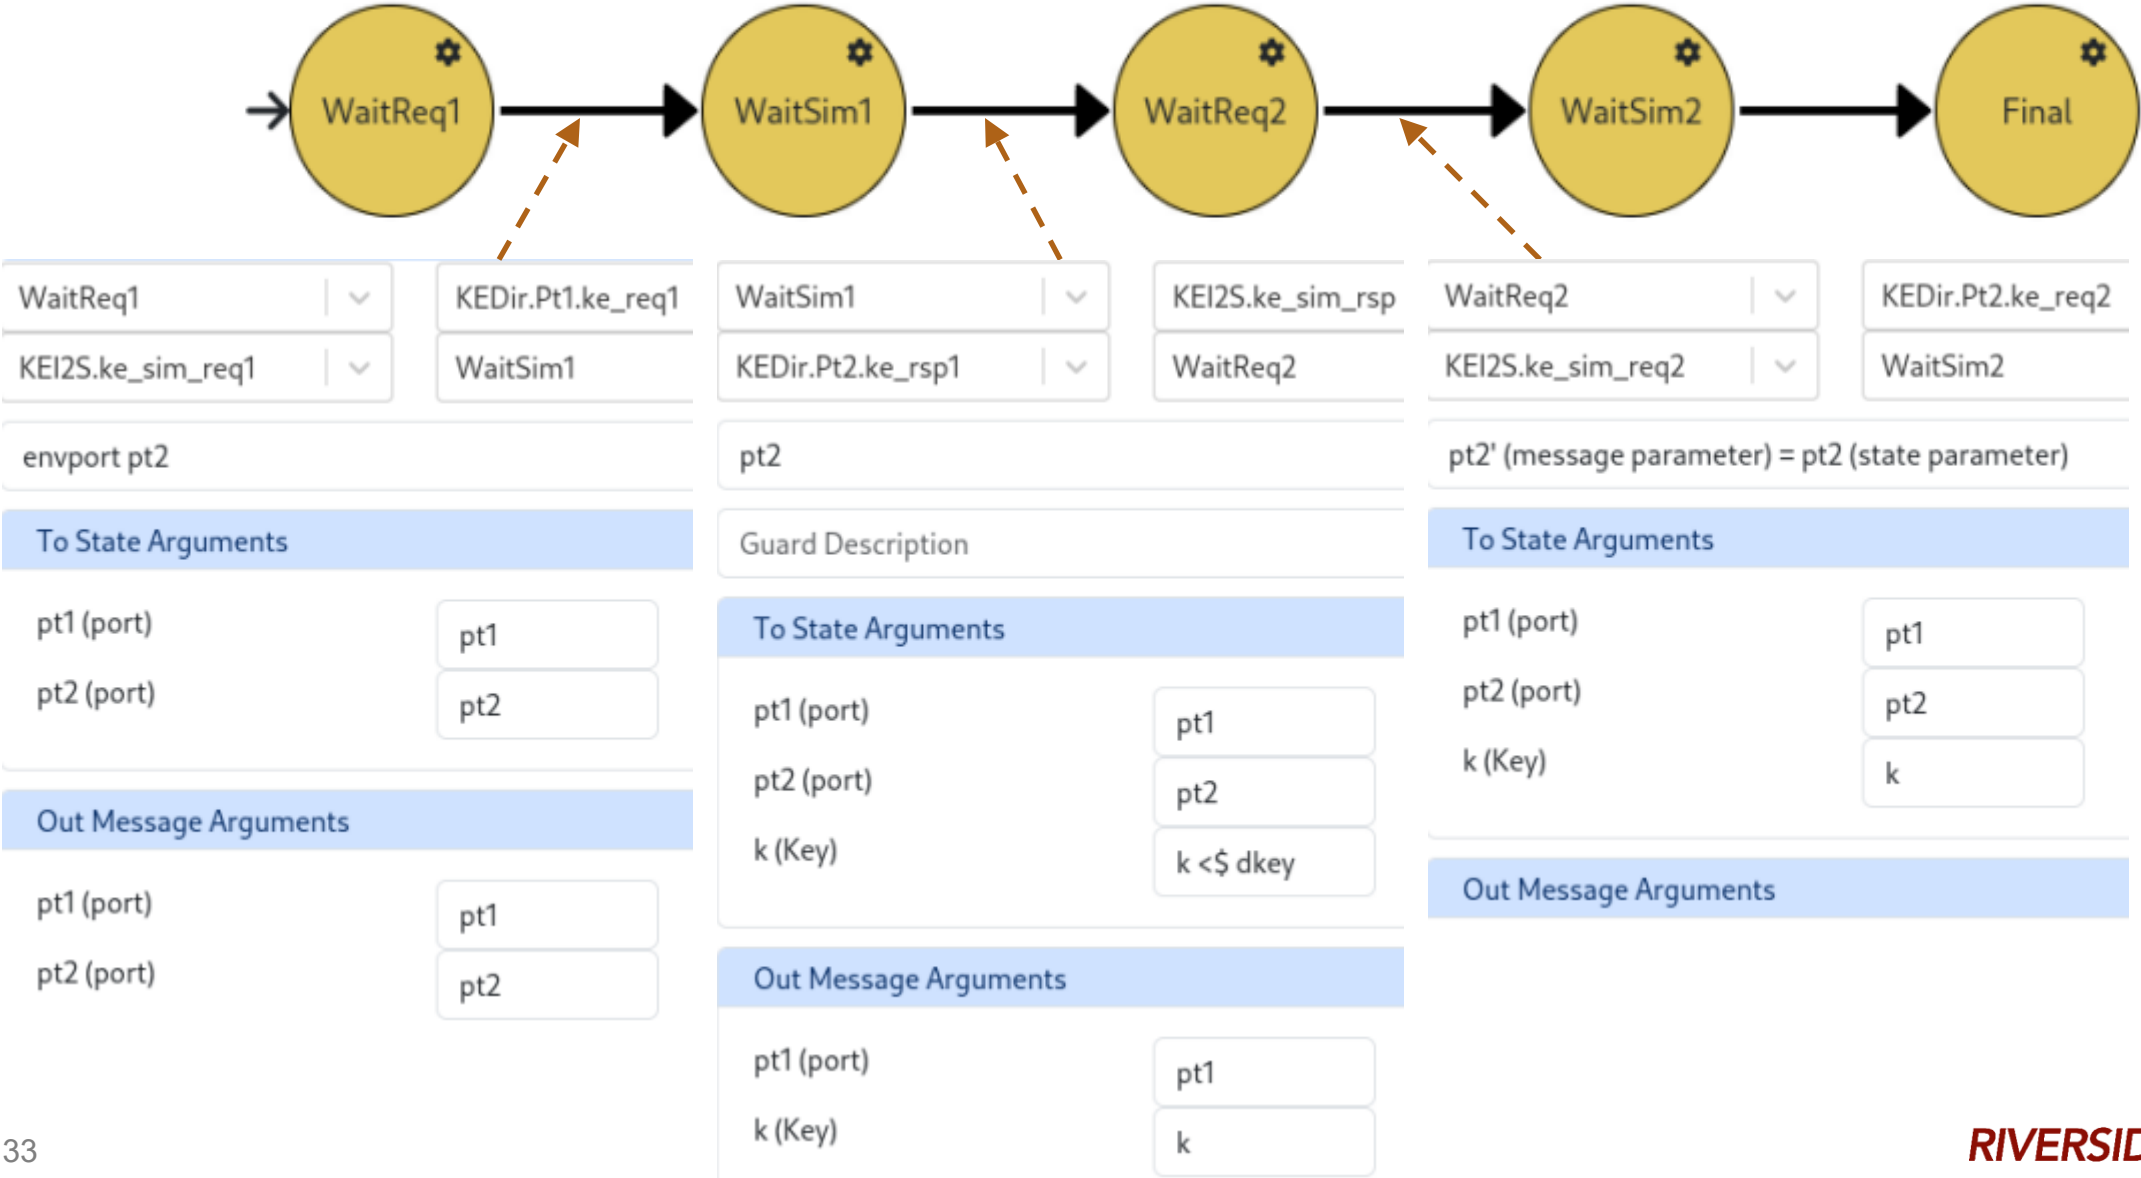 WaitReq1
WaitSim1
WaitReq2
WaitSim2
Final
WaitReq1
KEDir.Pt1.ke_req1
KEI2S.ke_sim_req1
WaitSim1
envport pt2
To State Arguments
pt1 (port)
pt1
pt2 (port)
pt2
Out Message Arguments
pt1 (port)
pt1
pt2 (port)
pt2
WaitSim1
KEI2S.ke_sim_rsp
KEDir.Pt2.ke_rsp1
WaitReq2
pt2
Guard Description
To State Arguments
pt1 (port)
pt1
pt2 (port)
pt2
k (Key)
k <$ dkey
Out Message Arguments
pt1 (port)
pt1
k (Key)
k
WaitReq2
KEDir.Pt2.ke_req2
KEI2S.ke_sim_req2
WaitSim2
pt2' (message parameter) = pt2 (state parameter)
To State Arguments
pt1 (port)
pt1
pt2 (port)
pt2
k (Key)
k
Out Message Arguments
33
RIVERSID